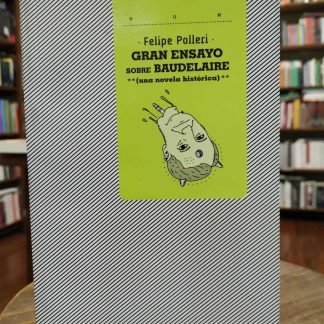 H U M
· Felipe Polleri ·
GRAN ENSAYO
SOBRE BAUDELAIRE
**(una novela histórica)**